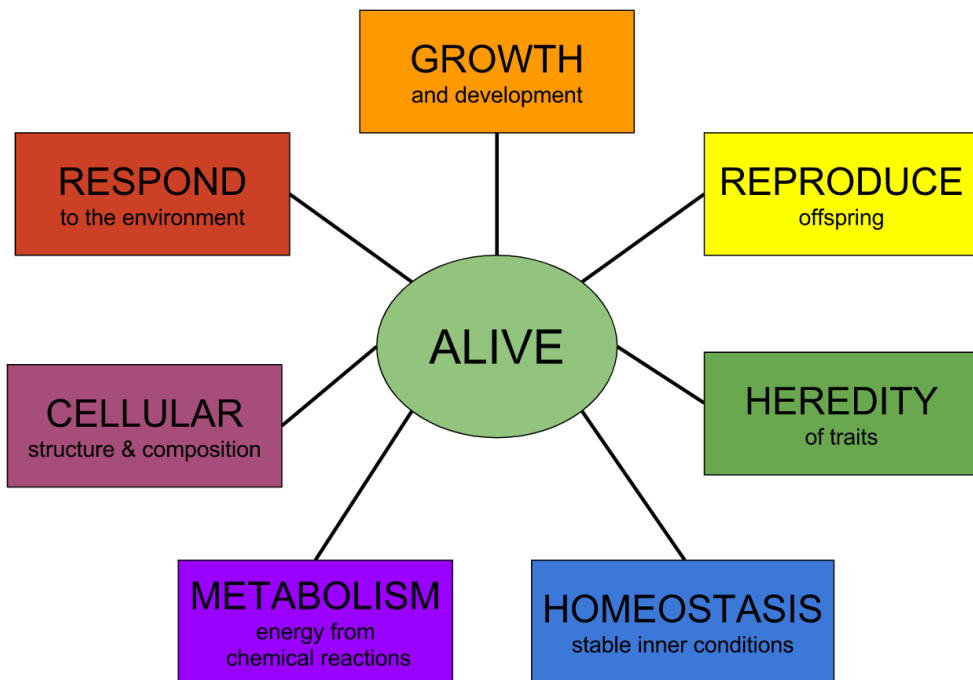 GROWTH
and development
RESPOND
to the environment
REPRODUCE
offspring
ALIVE
CELLULAR
structure & composition
HEREDITY
of traits
METABOLISM
energy from
chemical reactions
HOMEOSTASIS
stable inner conditions